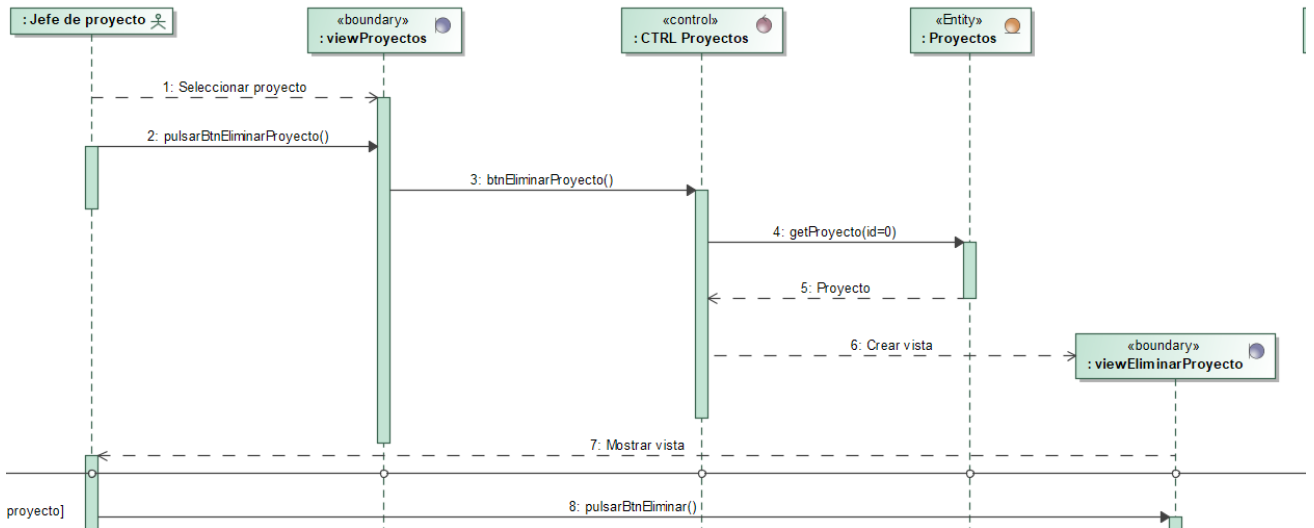 : Jefe de proyecto
«boundary»
: viewProyectos
«control»
: CTRL Proyectos
«Entity»
: Proyectos
1: Seleccionar proyecto
2: pulsarBtnEliminarProyecto()
3: btnEliminarProyecto()
4: getProyecto(id=0)
5: Proyecto
6: Crear vista
«boundary»
: viewEliminarProyecto
7: Mostrar vista
proyecto]
8: pulsarBtnEliminar()